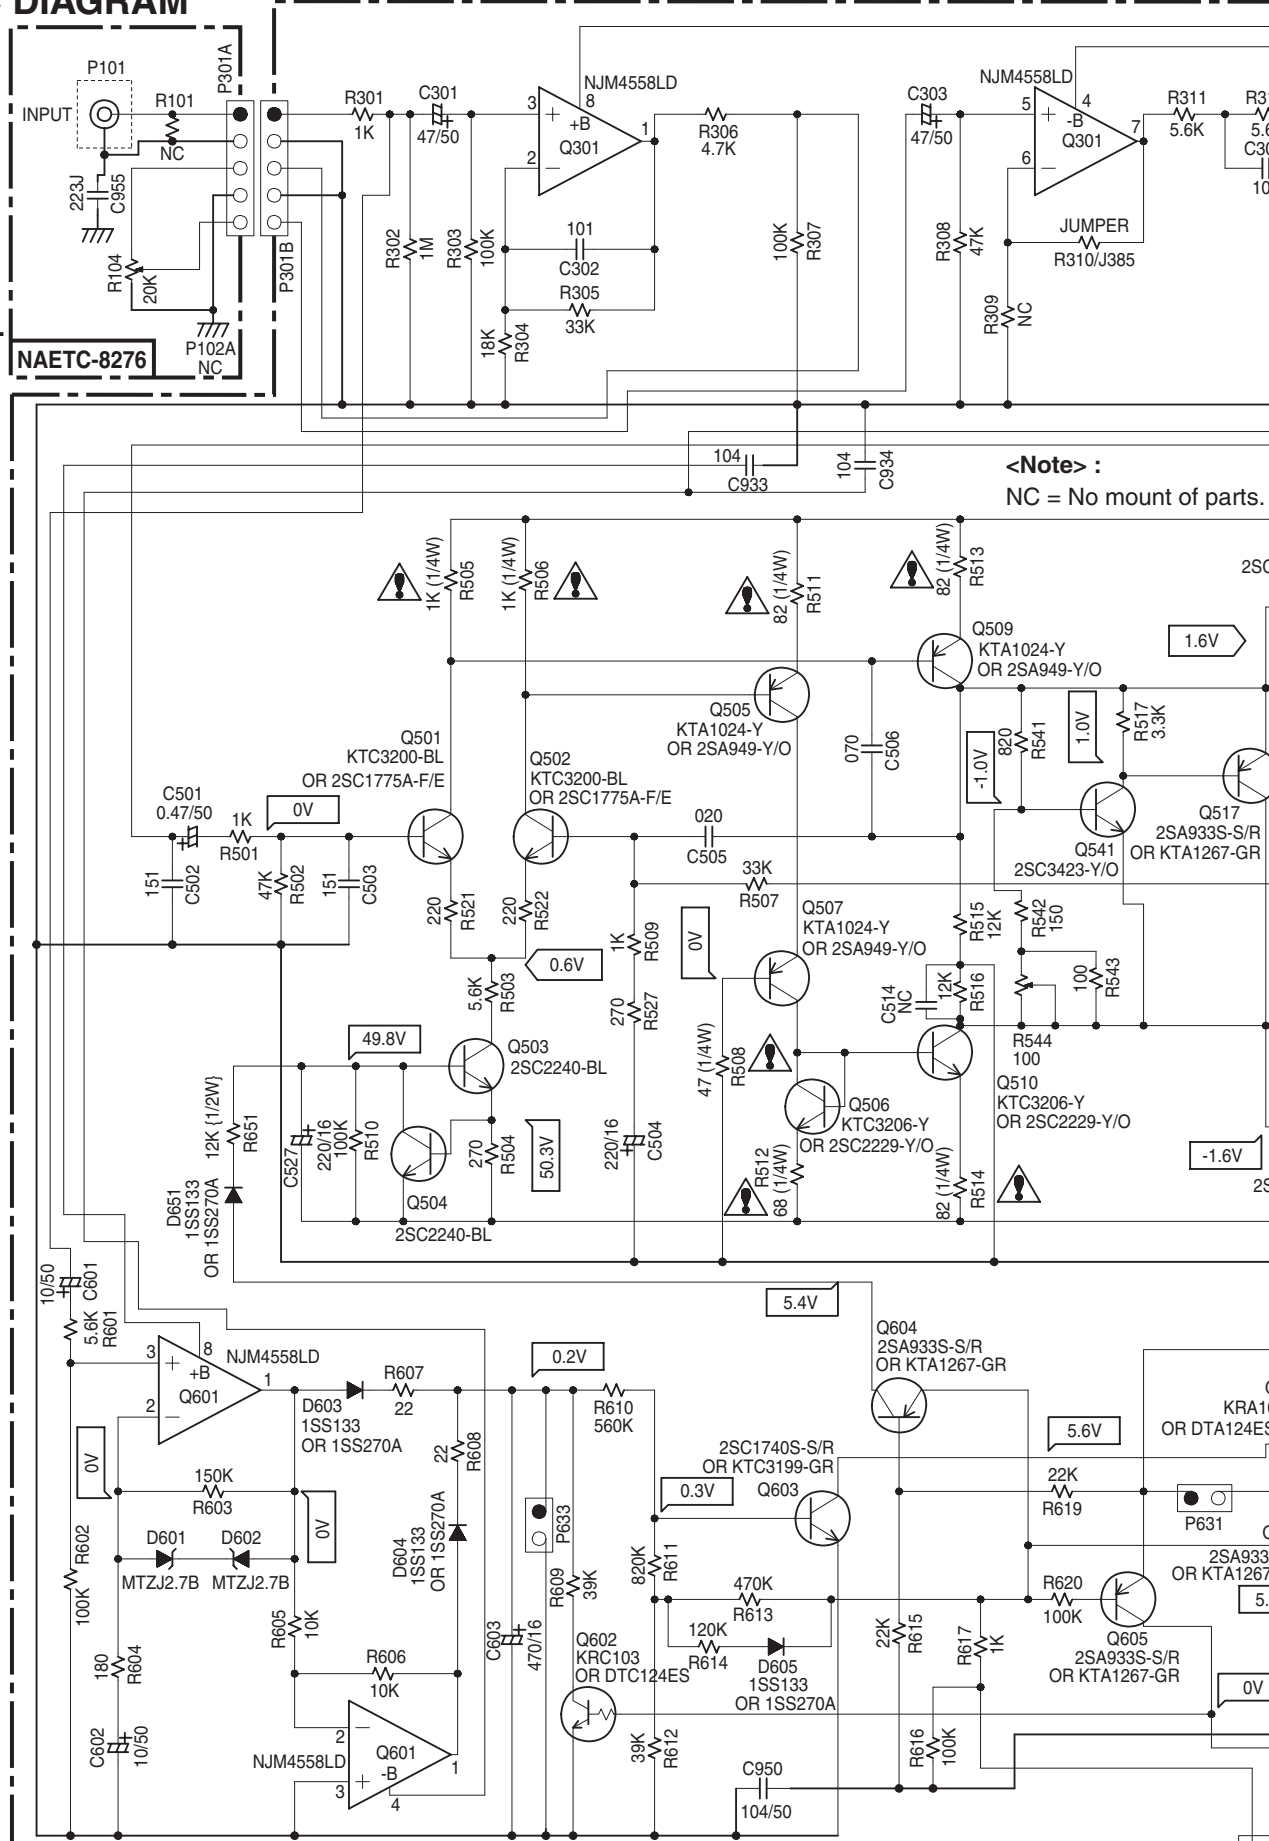 DIAGRAM
P101
INPUT
R101
NC
P301A
223J
C955
R104
20K
P102A
NC
NAETC-8276
P301B
R301
1K
C301
47/50
R302
1M
R303
100K
NJM4558LD
3
8
+B
Q301
1
2
101
C302
R305
33K
18K
R304
R306
4.7K
100K
R307
C303
47/50
R308
47K
R309
NC
NJM4558LD
5
4
-B
Q301
7
6
JUMPER
R310/J385
R311
5.6K
104
C933
104
C934
<Note> :
NC = No mount of parts.
1K (1/4W)
R505
1K (1/4W)
R506
82 (1/4W)
R511
82 (1/4W)
R513
Q509
KTA1024-Y
OR 2SA949-Y/O
1.6V
Q505
KTA1024-Y
OR 2SA949-Y/O
070
C506
820
R541
-1.0V
1.0V
R517
3.3K
Q501
KTC3200-BL
OR 2SC1775A-F/E
Q502
KTC3200-BL
OR 2SC1775A-F/E
C501
0.47/50
1K
R501
0V
151
C502
47K
R502
151
C503
020
C505
33K
R507
Q541
2SC3423-Y/O
Q517
2SA933S-S/R
OR KTA1267-GR
220
R521
220
R522
0.6V
5.6K
R503
1K
R509
270
R527
0V
Q507
KTA1024-Y
OR 2SA949-Y/O
R515
12K
C514
NC
12K
R516
R542
150
100
R543
R544
100
49.8V
Q503
2SC2240-BL
47 (1/4W)
R508
Q506
KTC3206-Y
OR 2SC2229-Y/O
Q510
KTC3206-Y
OR 2SC2229-Y/O
12K {1/2W}
R651
C527
220/16
100K
R510
Q504
2SC2240-BL
270
R504
50.3V
220/16
C504
R512
68 (1/4W)
82 (1/4W)
R514
-1.6V
D651
1SS133
OR 1SS270A
10/50
C601
5.6K
R601
5.4V
Q604
2SA933S-S/R
OR KTA1267-GR
3
8
+B
Q601
1
2
NJM4558LD
D603
1SS133
OR 1SS270A
R607
22
0.2V
R610
560K
22
R608
0V
150K
R603
0V
D601
MTZJ2.7B
D602
MTZJ2.7B
R602
100K
180
R604
C602
10/50
R605
10K
R606
10K
D604
1SS133
OR 1SS270A
NJM4558LD
2
3
Q601
-B
1
4
C603
470/16
P633
R609
39K
Q602
KRC103
OR DTC124ES
2SC1740S-S/R
OR KTC3199-GR
Q603
0.3V
820K
R611
470K
R613
120K
R614
D605
1SS133
OR 1SS270A
39K
R612
C950
104/50
5.6V
22K
R619
P631
22K
R615
R617
1K
R616
100K
R620
100K
Q605
2SA933S-S/R
OR KTA1267-GR
0V